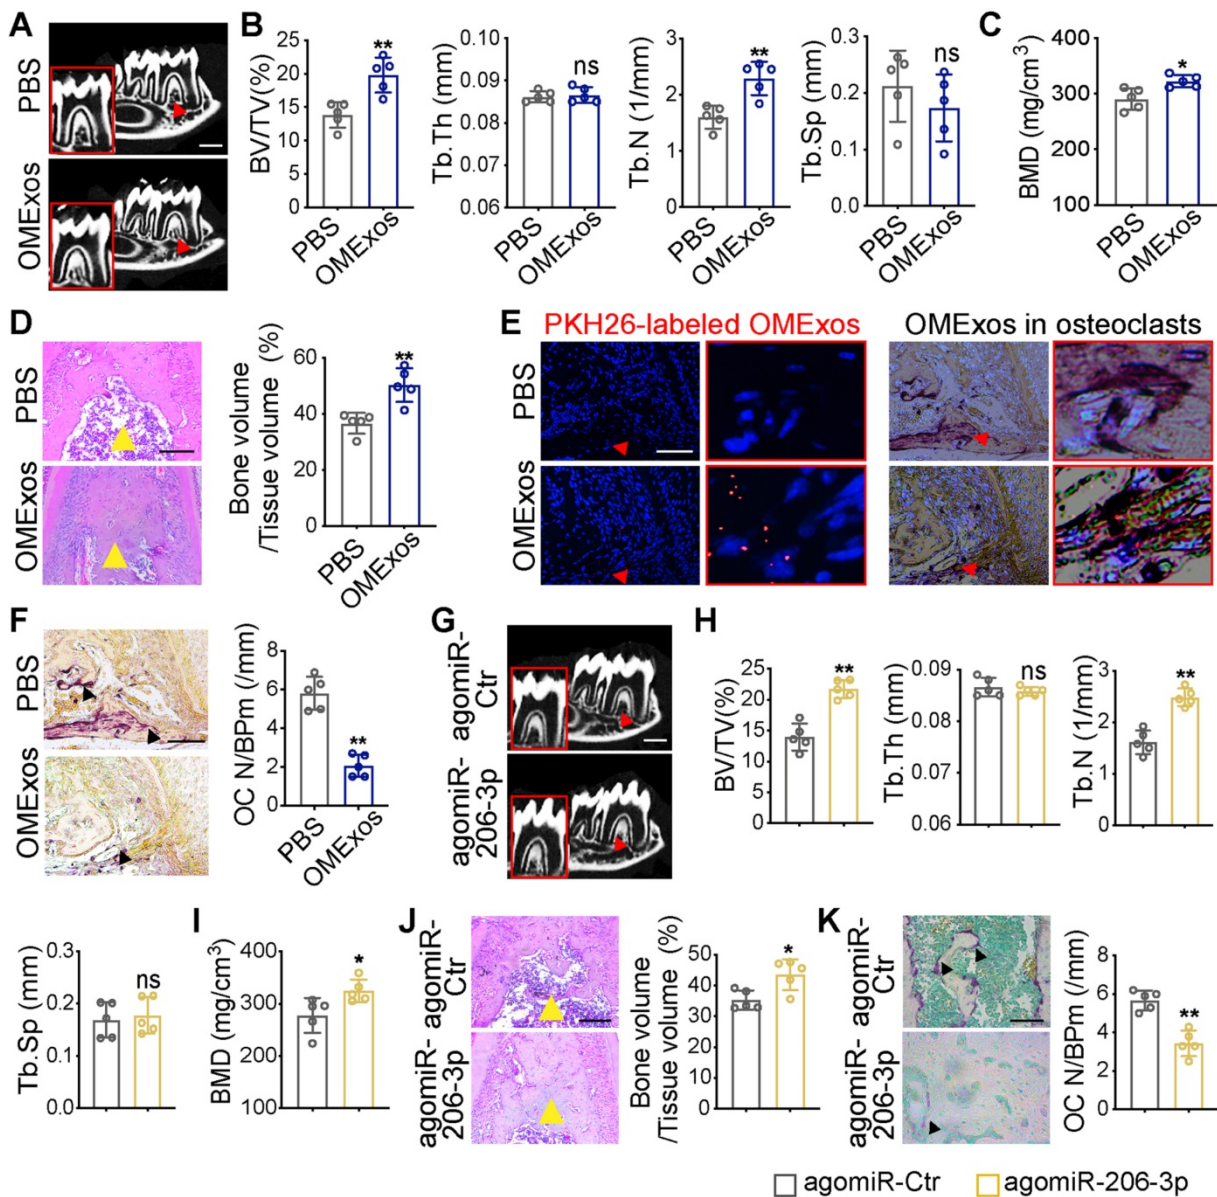 A
PBS
OMExos
B
BV/TV(%)
25
20
15
10
5
0
**
PBS
OMExos
Tb.Th (mm)
0.10
0.09
0.08
0.07
0.06
ns
PBS
OMExos
Tb.N (1/mm)
3
2
1
0
**
PBS
OMExos
Tb.Sp (mm)
0.3
0.2
0.1
0.0
ns
PBS
OMExos
C
BMD (mg/cm³)
400
300
200
100
*
PBS
OMExos
D
PBS
OMExos
Bone volume
/Tissue volume (%)
60
40
20
0
**
PBS
OMExos
E
PKH26-labeled OMExos
OMExos in osteoclasts
PBS
OMExos
F
PBS
OMExos
OC N/BPm (/mm)
8
6
4
2
0
**
PBS
OMExos
G
agomiR-
Ctr
agomiR-
206-3p
H
BV/TV(%)
25
20
15
10
5
0
**
Tb.Th (mm)
0.09
0.08
0.07
0.06
ns
Tb.N (1/mm)
3
2
1
0
**
Tb.Sp (mm)
0.3
0.2
0.1
0.0
ns
I
BMD (mg/cm³)
400
300
200
100
*
J
agomiR-
Ctr
agomiR-
206-3p
Bone volume
/Tissue volume (%)
50
40
30
20
10
0
*
K
agomiR-
Ctr
agomiR-
206-3p
OC N/BPm (/mm)
8
6
4
2
0
**
agomiR-Ctr
agomiR-206-3p